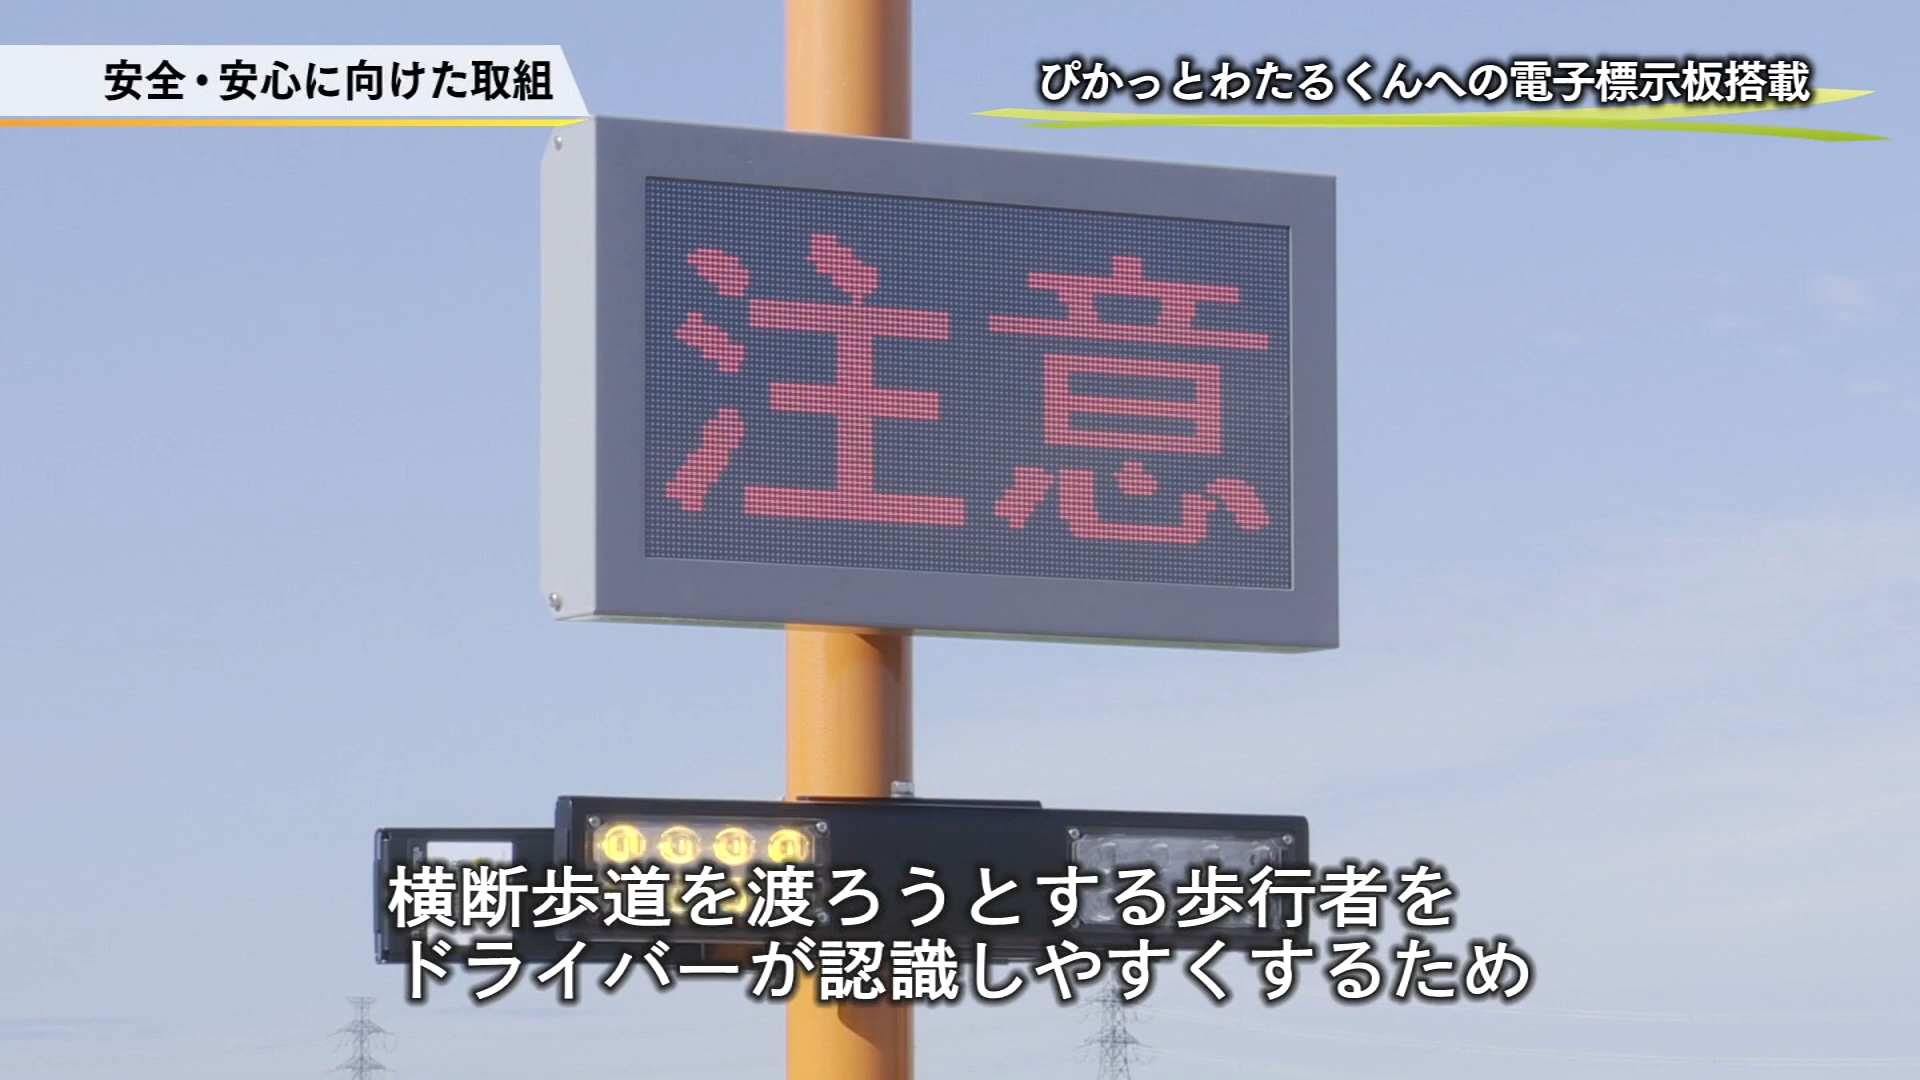 安全・安心に向けた取組
ぴかっとわたるくんへの電子標示板搭載
注意
横断歩道を渡ろうとする歩行者を
ドライバーが認識しやすくするため